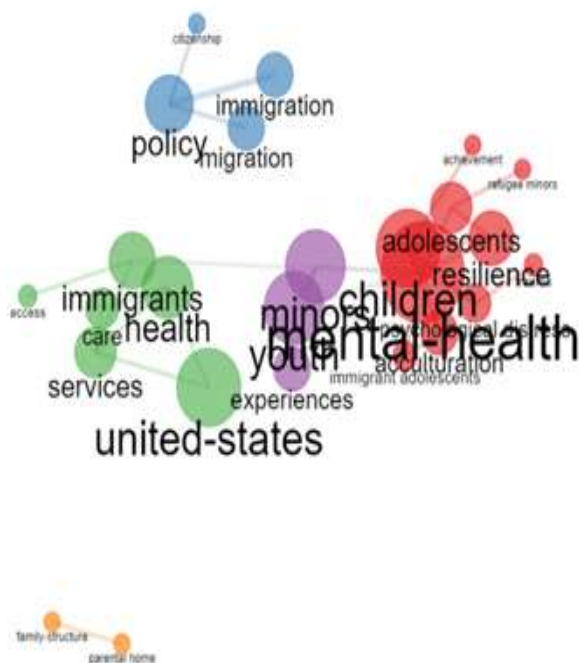 citizenship
immigration
policy
migration
achievement
refugee minors
adolescents
resilience
immigrants
children
access
minors
health
care
psychological distress
mental-health
youth
services
acculturation
immigrant adolescents
experiences
united-states
family-structure
parental home